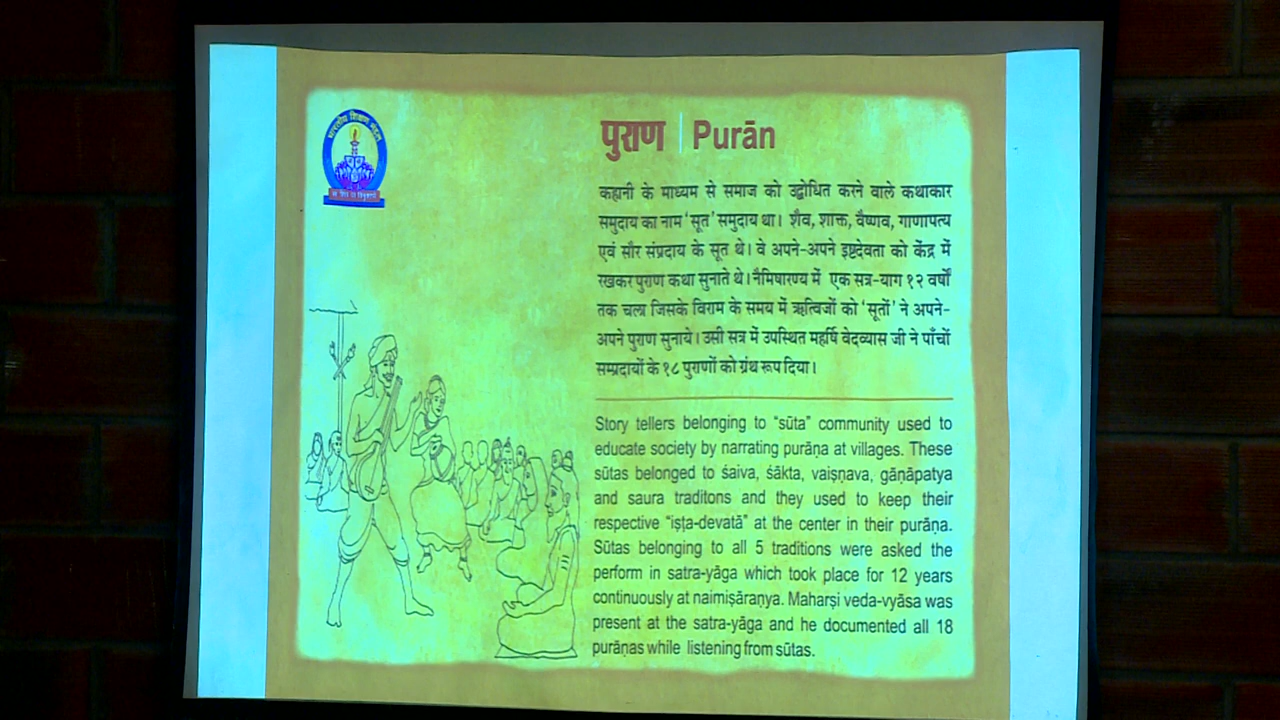 भारतीय शिक्षण मंडल
पुराण | Purān
कहानी के माध्यम से समाज को उद्बोधित करने वाले कथाकार
समुदाय का नाम 'सूत' समुदाय था। शैव, शाक्त, वैष्णव, गाणापत्य
एवं सौर संप्रदाय के सूत थे। वे अपने-अपने इष्टदेवता को केंद्र में
रखकर पुराण कथा सुनाते थे। नैमिषारण्य में एक सत्र-याग १२ वर्षों
तक चला जिसके विराम के समय में ऋत्विजों को 'सूतों' ने अपने-
अपने पुराण सुनाये। उसी सत्र में उपस्थित महर्षि वेदव्यास जी ने पाँचों
सम्प्रदायों के १८ पुराणों को ग्रंथ रूप दिया।
Story tellers belonging to “sūta” community used to
educate society by narrating purāṇa at villages. These
sūtas belonged to śaiva, śākta, vaiṣṇava, gāṇāpatya
and saura traditons and they used to keep their
respective “iṣṭa-devatā” at the center in their purāṇa.
Sūtas belonging to all 5 traditions were asked the
perform in satra-yāga which took place for 12 years
continuously at naimiṣāraṇya. Maharṣi veda-vyāsa was
present at the satra-yāga and he documented all 18
purāṇas while listening from sūtas.